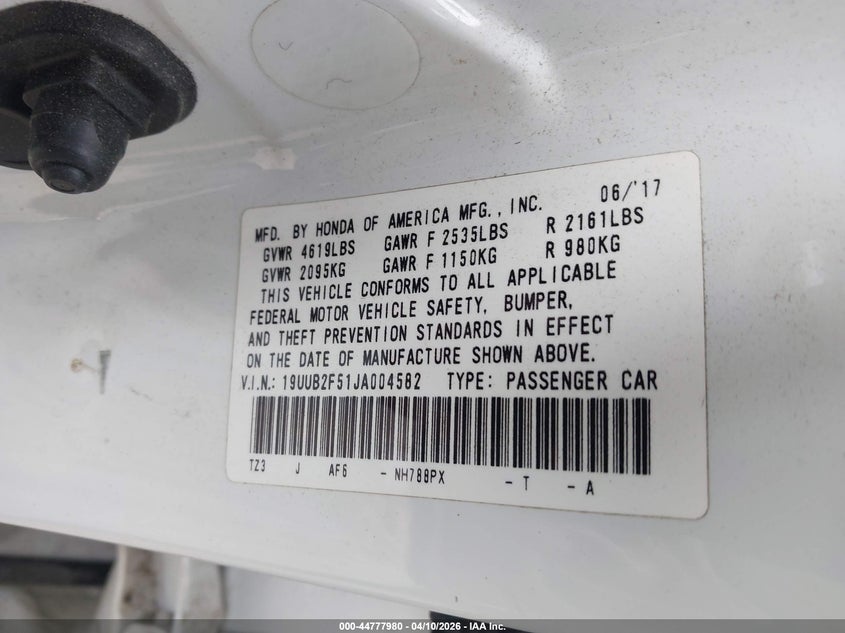 MFD. BY HONDA OF AMERICA MFG., INC. 06/'17
GVWR 4619LBS GAWR F 2535LBS R 2161LBS
GVWR 2095KG GAWR F 1150KG R 980KG
THIS VEHICLE CONFORMS TO ALL APPLICABLE
FEDERAL MOTOR VEHICLE SAFETY, BUMPER,
AND THEFT PREVENTION STANDARDS IN EFFECT
ON THE DATE OF MANUFACTURE SHOWN ABOVE.
V.I.N.: 19UUB2F51JA004582 TYPE: PASSENGER CAR
TZ3 J AF6 - NH788PX - T - A
000-44777980 - 04/10/2026 - IAA Inc.